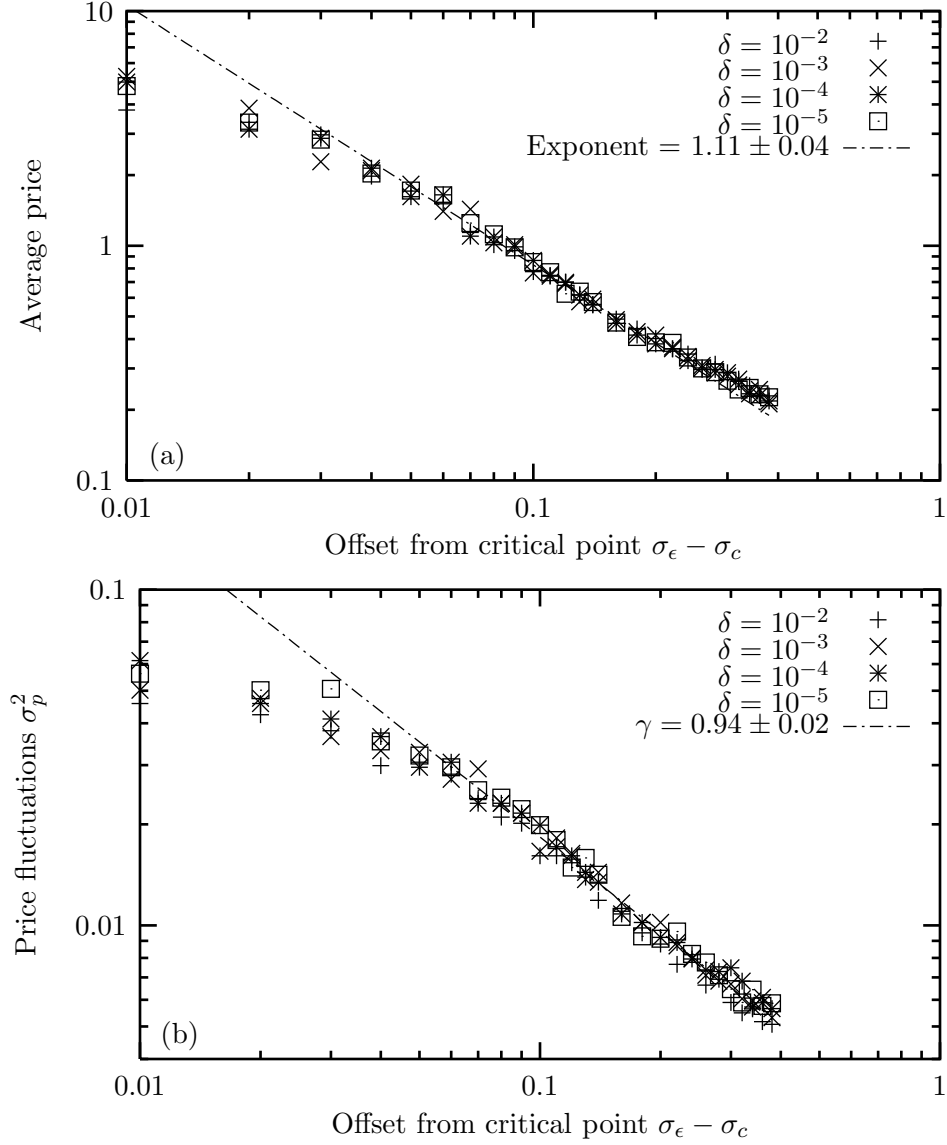 10
δ = 10⁻²
δ = 10⁻³
δ = 10⁻⁴
δ = 10⁻⁵
Exponent = 1.11 ± 0.04
Average price
1
(a)
0.1
0.01 0.1 1
Offset from critical point σ_ϵ − σ_c
0.1
δ = 10⁻²
δ = 10⁻³
δ = 10⁻⁴
δ = 10⁻⁵
γ = 0.94 ± 0.02
Price fluctuations σ_p²
0.01
(b)
0.01 0.1 1
Offset from critical point σ_ϵ − σ_c